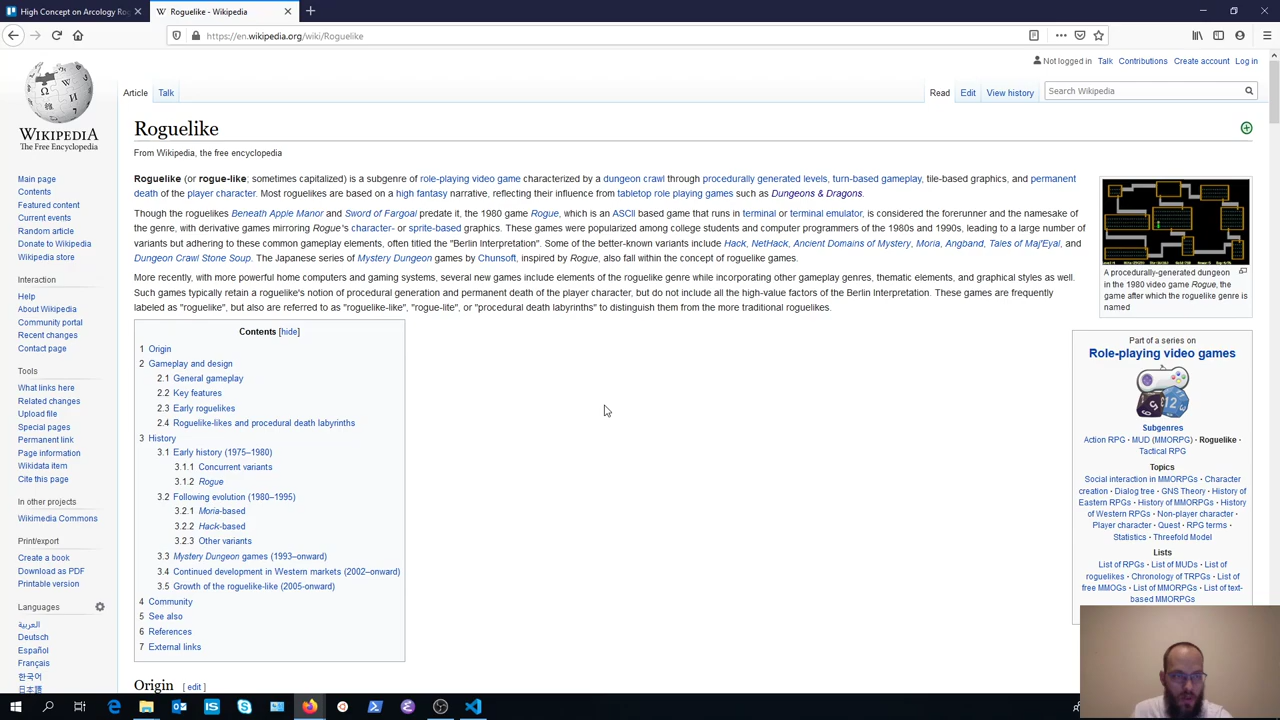 High Concept on Arcology Rog
Roguelike - Wikipedia
https://en.wikipedia.org/wiki/Roguelike
WIKIPEDIA
The Free Encyclopedia
Not logged in Talk Contributions Create account Log in
Article Talk Read Edit View history Search Wikipedia
Main page
Contents
Featured content
Current events
Random article
Donate to Wikipedia
Wikipedia store
Interaction
Help
About Wikipedia
Community portal
Recent changes
Contact page
Tools
What links here
Related changes
Upload file
Special pages
Permanent link
Page information
Wikidata item
Cite this page
In other projects
Wikimedia Commons
Print/export
Create a book
Download as PDF
Printable version
Languages
العربية
Deutsch
Español
Français
한국어
日本語
Roguelike
From Wikipedia, the free encyclopedia
Roguelike (or rogue-like; sometimes capitalized) is a subgenre of role-playing video game characterized by a dungeon crawl through procedurally generated levels, turn-based gameplay, tile-based graphics, and permanent
death of the player character. Most roguelikes are based on a high fantasy narrative, reflecting their influence from tabletop role playing games such as Dungeons & Dragons.
Though the roguelikes Beneath Apple Manor and Sword of Fargoal predate it, the 1980 game Rogue, which is an ASCII based game that runs in terminal or terminal emulator, is considered the forerunner and the namesake of
the genre, with derivative games mirroring Rogue's character- or sprite-based graphics. These games were popularized among college students and computer programmers of the 1980s and 1990s, leading to a large number of
variants but adhering to these common gameplay elements, often titled the "Berlin Interpretation". Some of the better-known variants include Hack, NetHack, Ancient Domains of Mystery, Moria, Angband, Tales of Maj'Eyal, and
Dungeon Crawl Stone Soup. The Japanese series of Mystery Dungeon games by Chunsoft, inspired by Rogue, also fall within the concept of roguelike games.
More recently, with more powerful home computers and gaming systems, several new games include elements of the roguelike genre while incorporating other gameplay genres, thematic elements, and graphical styles as well.
Such games typically retain a roguelike's notion of procedural generation and permanent death of the player character, but do not include all the high-value factors of the Berlin Interpretation. These games are frequently
labeled as "roguelike", but also are referred to as "roguelike-like", "rogue-lite", or "procedural death labyrinths" to distinguish them from the more traditional roguelikes.
Contents [hide]
1 Origin
2 Gameplay and design
2.1 General gameplay
2.2 Key features
2.3 Early roguelikes
2.4 Roguelike-likes and procedural death labyrinths
3 History
3.1 Early history (1975–1980)
3.1.1 Concurrent variants
3.1.2 Rogue
3.2 Following evolution (1980–1995)
3.2.1 Moria-based
3.2.2 Hack-based
3.2.3 Other variants
3.3 Mystery Dungeon games (1993–onward)
3.4 Continued development in Western markets (2002–onward)
3.5 Growth of the roguelike-like (2005-onward)
4 Community
5 See also
6 References
7 External links
Origin [ edit ]
A procedurally-generated dungeon
in the 1980 video game Rogue, the
game after which the roguelike genre is
named
Part of a series on
Role-playing video games
Subgenres
Action RPG · MUD (MMORPG) · Roguelike ·
Tactical RPG
Topics
Social interaction in MMORPGs · Character
creation · Dialog tree · GNS Theory · History of
Eastern RPGs · History of MMORPGs · History
of Western RPGs · Non-player character ·
Player character · Quest · RPG terms ·
Statistics · Threefold Model
Lists
List of RPGs · List of MUDs · List of
roguelikes · Chronology of TRPGs · List of
free MMOGs · List of MMORPGs · List of text-
based MMORPGs